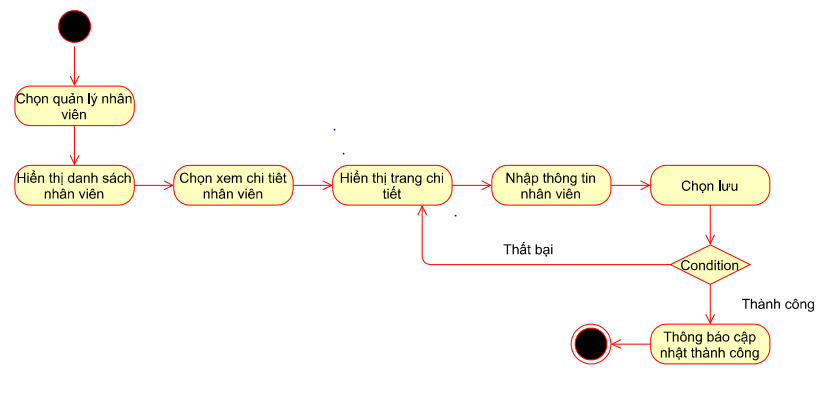 Chọn quản lý nhân
viên
Hiển thị danh sách
nhân viên
Chọn xem chi tiêt
nhân viên
Hiển thị trang chi
tiết
Nhập thông tin
nhân viên
Chọn lưu
Thất bại
Condition
Thành công
Thông báo cập
nhật thành công